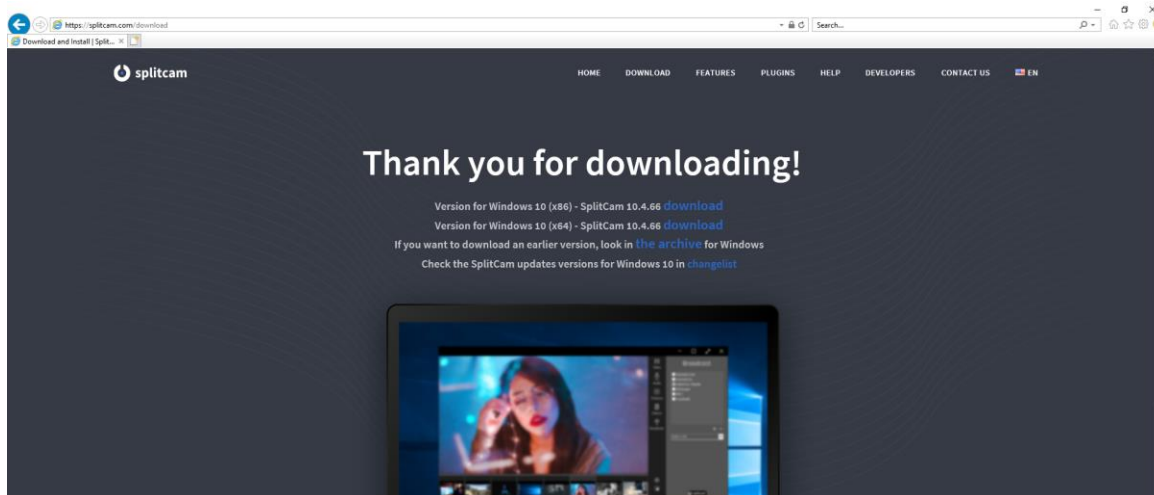 https://splitcam.com/download
Search...
Download and Install | Split...
splitcam
HOME DOWNLOAD FEATURES PLUGINS HELP DEVELOPERS CONTACT US EN
Thank you for downloading!
Version for Windows 10 (x86) - SplitCam 10.4.66 download
Version for Windows 10 (x64) - SplitCam 10.4.66 download
If you want to download an earlier version, look in the archive for Windows
Check the SplitCam updates versions for Windows 10 in changelist